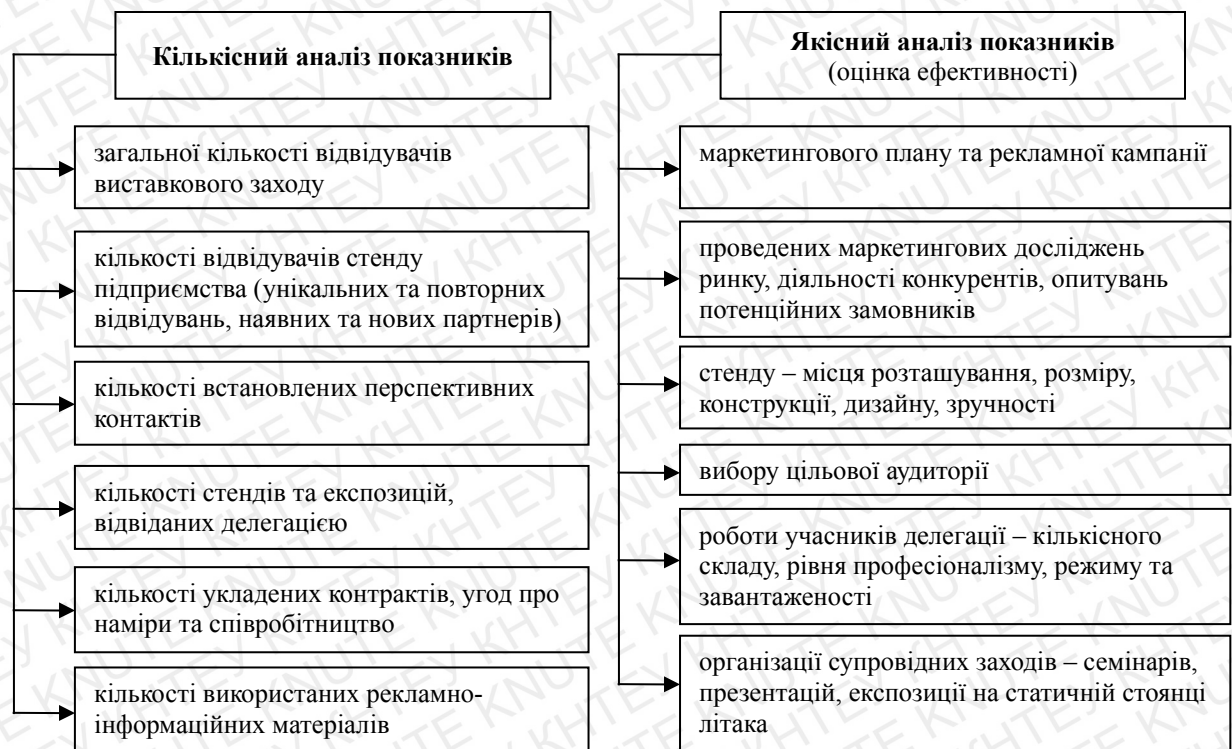 Кількісний аналіз показників
загальної кількості відвідувачів
виставкового заходу
кількості відвідувачів стенду
підприємства (унікальних та повторних
відвідувань, наявних та нових партнерів)
кількості встановлених перспективних
контактів
кількості стендів та експозицій,
відвіданих делегацією
кількості укладених контрактів, угод про
наміри та співробітництво
кількості використаних рекламно-
інформаційних матеріалів
Якісний аналіз показників
(оцінка ефективності)
маркетингового плану та рекламної кампанії
проведених маркетингових досліджень
ринку, діяльності конкурентів, опитувань
потенційних замовників
стенду – місця розташування, розміру,
конструкції, дизайну, зручності
вибору цільової аудиторії
роботи учасників делегації – кількісного
складу, рівня професіоналізму, режиму та
завантаженості
організації супровідних заходів – семінарів,
презентацій, експозиції на статичній стоянці
літака